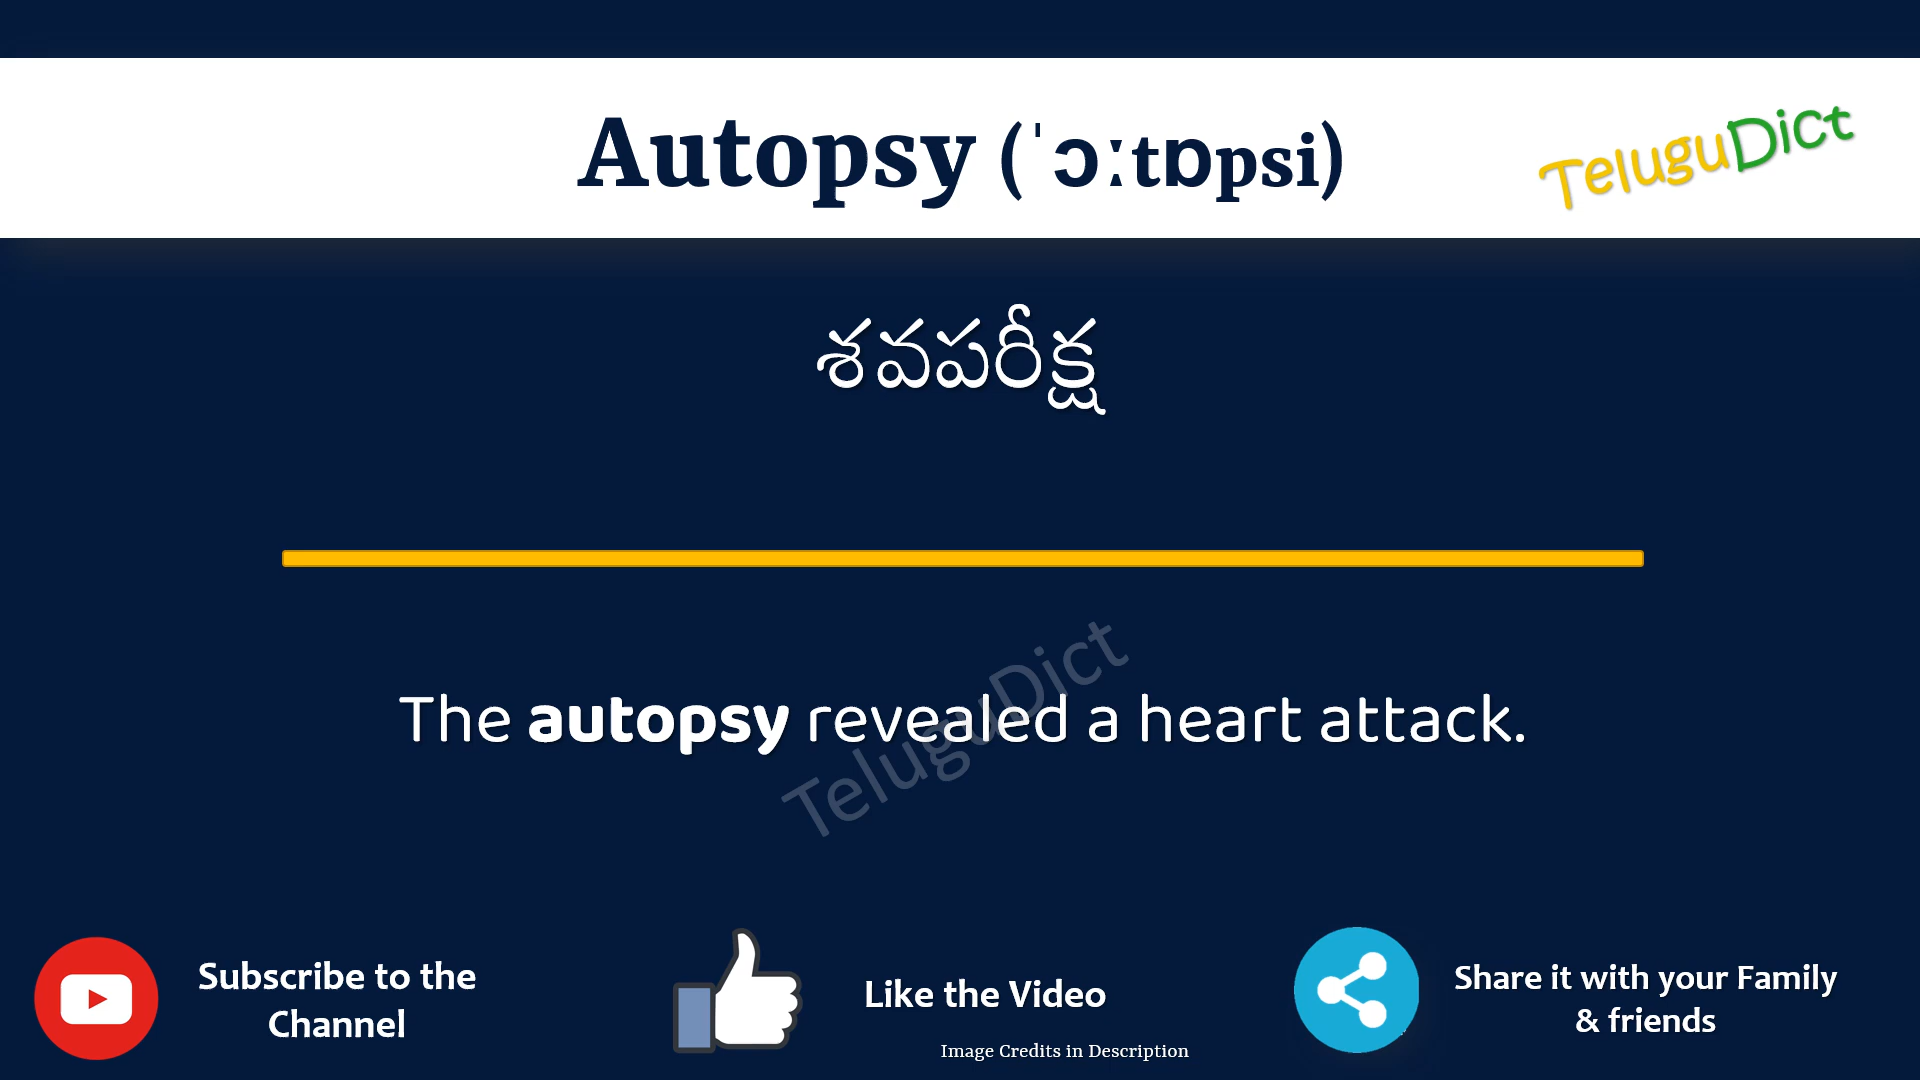 Autopsy (ˈɔːtɒpsi)
TeluguDict
శవపరీక్ష
The autopsy revealed a heart attack.
TeluguDict
Subscribe to the
Channel
Like the Video
Share it with your Family
& friends
Image Credits in Description